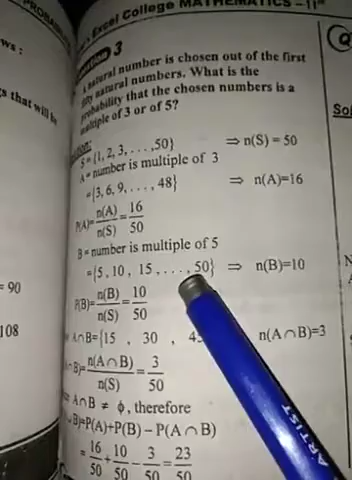 Excel College MATHEMATICS-11
3
natural number is chosen out of the first
fifty natural numbers. What is the
probability that the chosen numbers is a
multiple of 3 or of 5?
S={1, 2, 3, . . . ,50} ⇒ n(S) = 50
A = number is multiple of 3
={3, 6, 9, . . . , 48} ⇒ n(A)=16
P(A)=n(A)/n(S)=16/50
B = number is multiple of 5
={5, 10, 15, . . . , 50} ⇒ n(B)=10
P(B)=n(B)/n(S)=10/50
A∩B={15 , 30 , n(A∩B)=3
B)=n(A∩B)/n(S)=3/50
A∩B ≠ ϕ, therefore
B)=P(A)+P(B) – P(A∩B)
=16/50+10/50-3/50=23/50
ws :
s that will be
= 90
108
Q
Sol
ARTIST